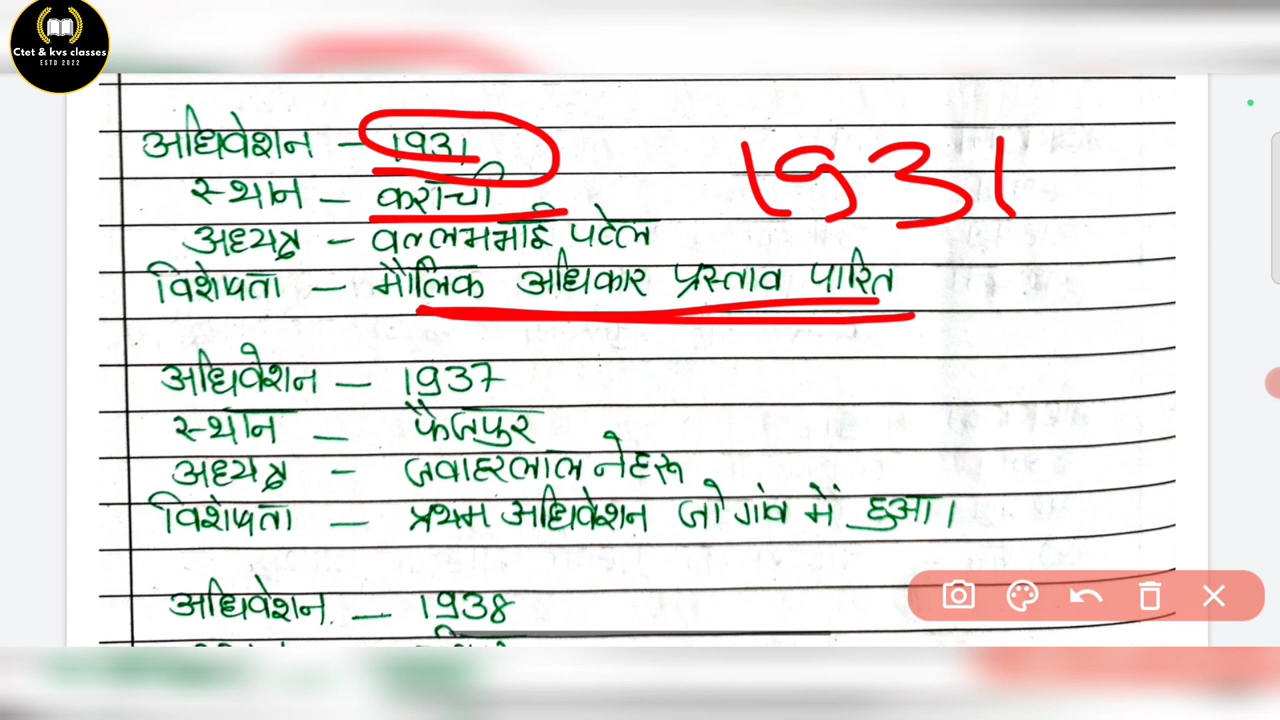 Ctet & kvs classes
ESTD 2022
अधिवेशन – 1931
1931
स्थान – कराची
अध्यक्ष – वल्लभभाई पटेल
विशेषता – मौलिक अधिकार प्रस्ताव पारित
अधिवेशन – 1937
स्थान – फैजपुर
अध्यक्ष – जवाहरलाल नेहरू
विशेषता – प्रथम अधिवेशन जो गांव में हुआ।
अधिवेशन – 1938